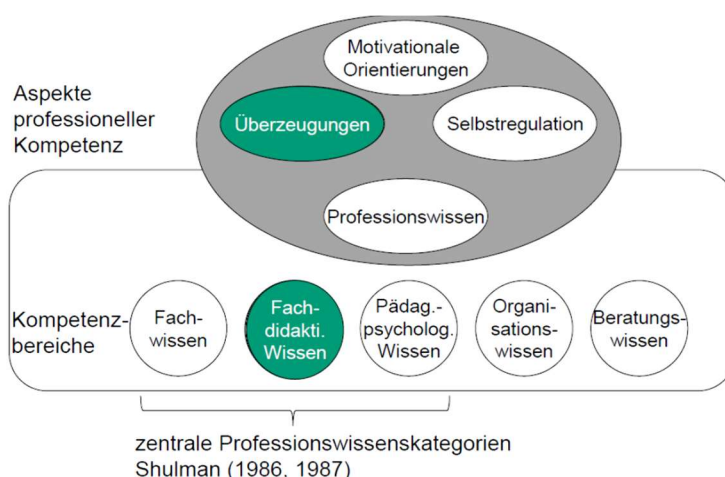 Motivationale
Orientierungen
Aspekte
professioneller
Kompetenz
Überzeugungen
Selbstregulation
Professionswissen
Kompetenz-
bereiche
Fach-
wissen
Fach-
didakti.
Wissen
Pädag.-
psycholog.
Wissen
Organi-
sations-
wissen
Beratungs-
wissen
zentrale Professionswissenskategorien
Shulman (1986, 1987)